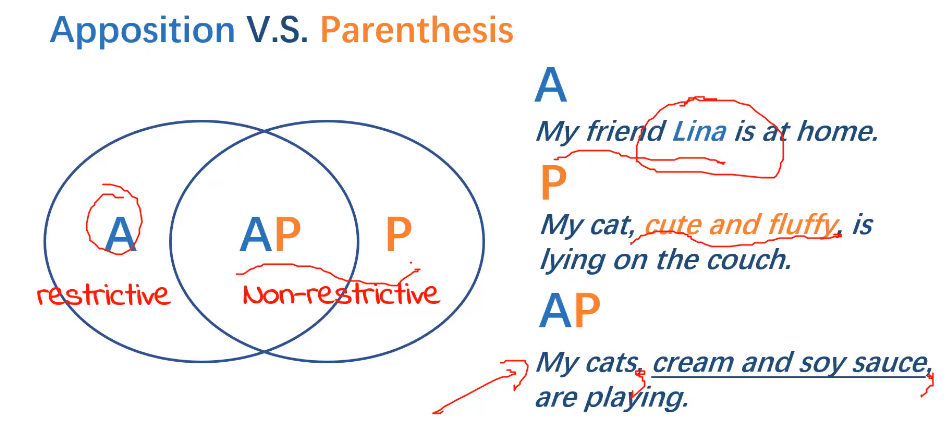 Apposition V.S. Parenthesis
A
My friend Lina is at home.
P
My cat, cute and fluffy, is
lying on the couch.
AP
My cats, cream and soy sauce,
are playing.
A
AP
P
restrictive
Non-restrictive